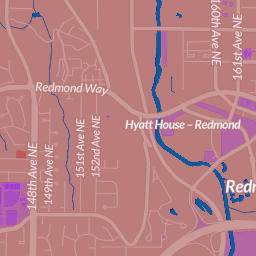 160th Ave NE
161st Ave NE
Redmond Way
Hyatt House – Redmond
151st Ave NE
152nd Ave NE
148th Ave NE
149th Ave NE